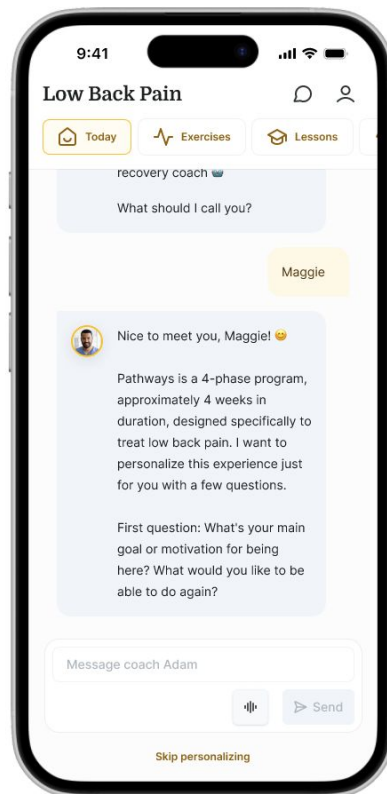 9:41
Low Back Pain
Today
Exercises
Lessons
recovery coach
What should I call you?
Maggie
Nice to meet you, Maggie! 😊
Pathways is a 4-phase program,
approximately 4 weeks in
duration, designed specifically to
treat low back pain. I want to
personalize this experience just
for you with a few questions.
First question: What's your main
goal or motivation for being
here? What would you like to be
able to do again?
Message coach Adam
Send
Skip personalizing